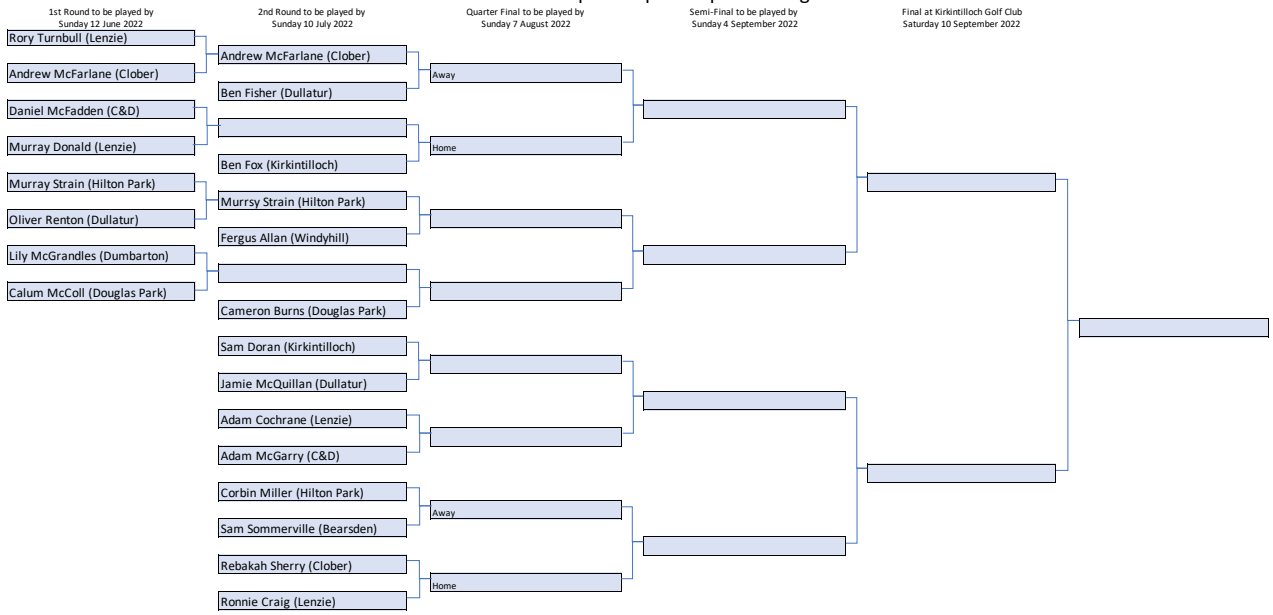 1st Round to be played by
Sunday 12 June 2022
2nd Round to be played by
Sunday 10 July 2022
Quarter Final to be played by
Sunday 7 August 2022
Semi-Final to be played by
Sunday 4 September 2022
Final at Kirkintilloch Golf Club
Saturday 10 September 2022
Rory Turnbull (Lenzie)
Andrew McFarlane (Clober)
Daniel McFadden (C&D)
Murray Donald (Lenzie)
Murray Strain (Hilton Park)
Oliver Renton (Dullatur)
Lily McGrandles (Dumbarton)
Calum McColl (Douglas Park)
Andrew McFarlane (Clober)
Ben Fisher (Dullatur)
Ben Fox (Kirkintilloch)
Murrsy Strain (Hilton Park)
Fergus Allan (Windyhill)
Cameron Burns (Douglas Park)
Sam Doran (Kirkintilloch)
Jamie McQuillan (Dullatur)
Adam Cochrane (Lenzie)
Adam McGarry (C&D)
Corbin Miller (Hilton Park)
Sam Sommerville (Bearsden)
Rebakah Sherry (Clober)
Ronnie Craig (Lenzie)
Away
Home
Away
Home